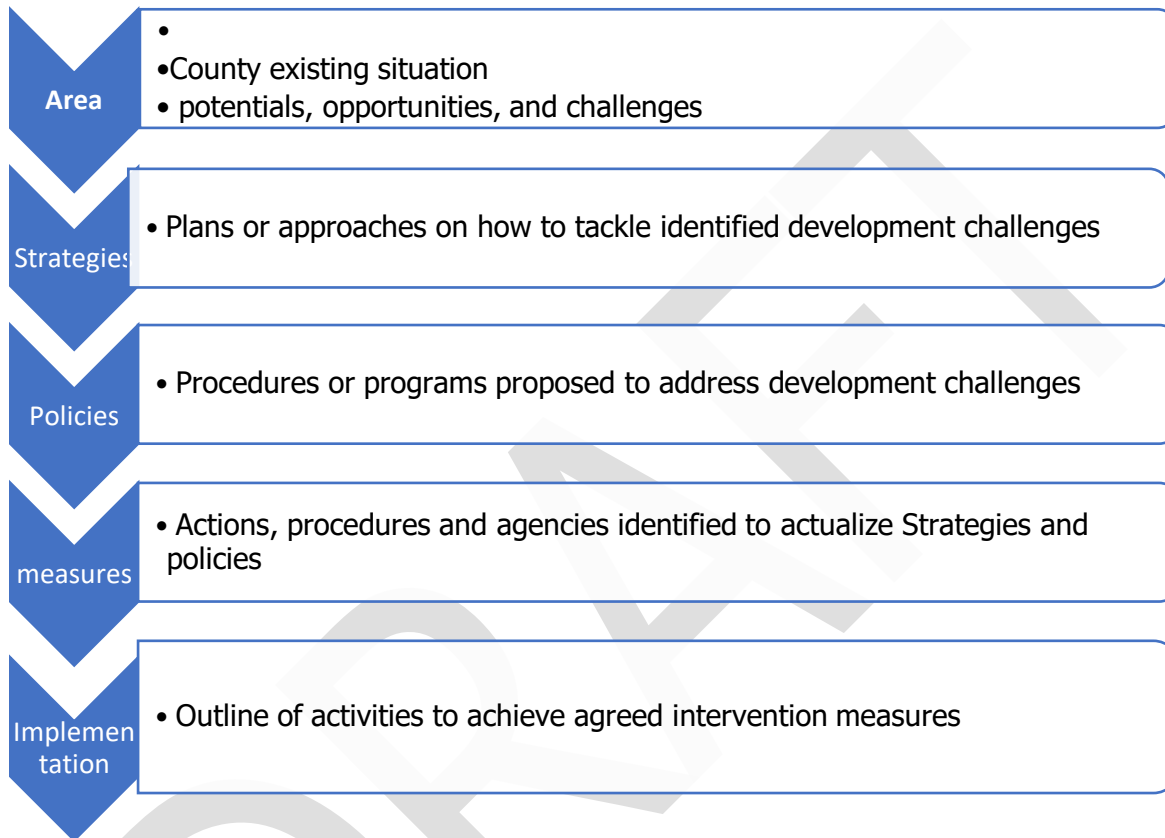 •
•County existing situation
• potentials, opportunities, and challenges
Area
• Plans or approaches on how to tackle identified development challenges
Strategies
• Procedures or programs proposed to address development challenges
Policies
• Actions, procedures and agencies identified to actualize Strategies and
policies
measures
• Outline of activities to achieve agreed intervention measures
Implemen
tation
DRAFT